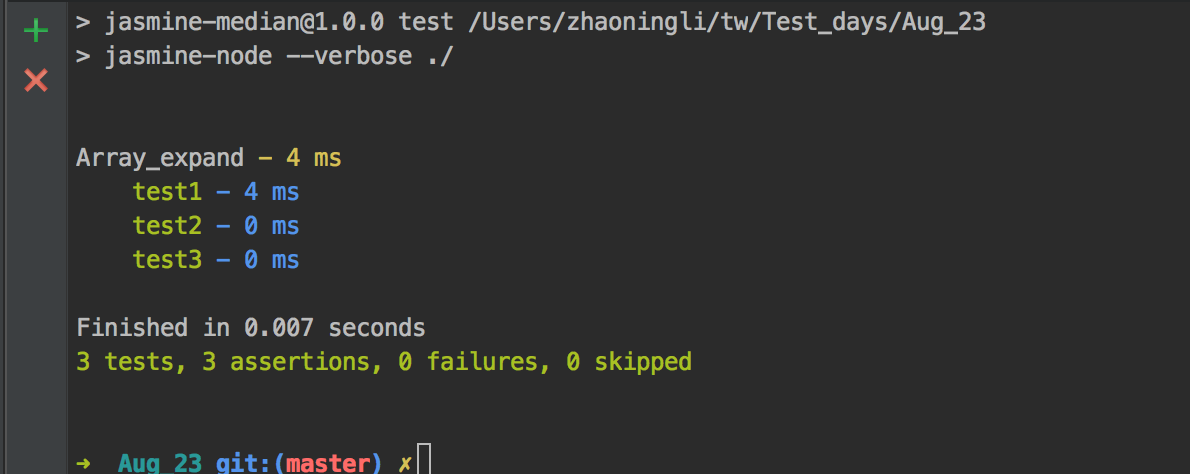 > jasmine-median@1.0.0 test /Users/zhaoningli/tw/Test_days/Aug_23
> jasmine-node --verbose ./
Array_expand - 4 ms
test1 - 4 ms
test2 - 0 ms
test3 - 0 ms
Finished in 0.007 seconds
3 tests, 3 assertions, 0 failures, 0 skipped
➜ Aug_23 git:(master) ✗